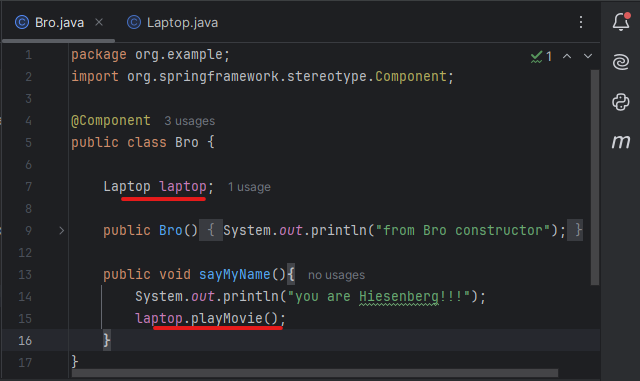 Bro.java
Laptop.java
1 package org.example;
2 import org.springframework.stereotype.Component;
3
4 @Component 3 usages
5 public class Bro {
6
7 Laptop laptop; 1 usage
8
9 public Bro() { System.out.println("from Bro constructor"); }
12
13 public void sayMyName(){ no usages
14 System.out.println("you are Hiesenberg!!!");
15 laptop.playMovie();
16 }
17 }
1
m